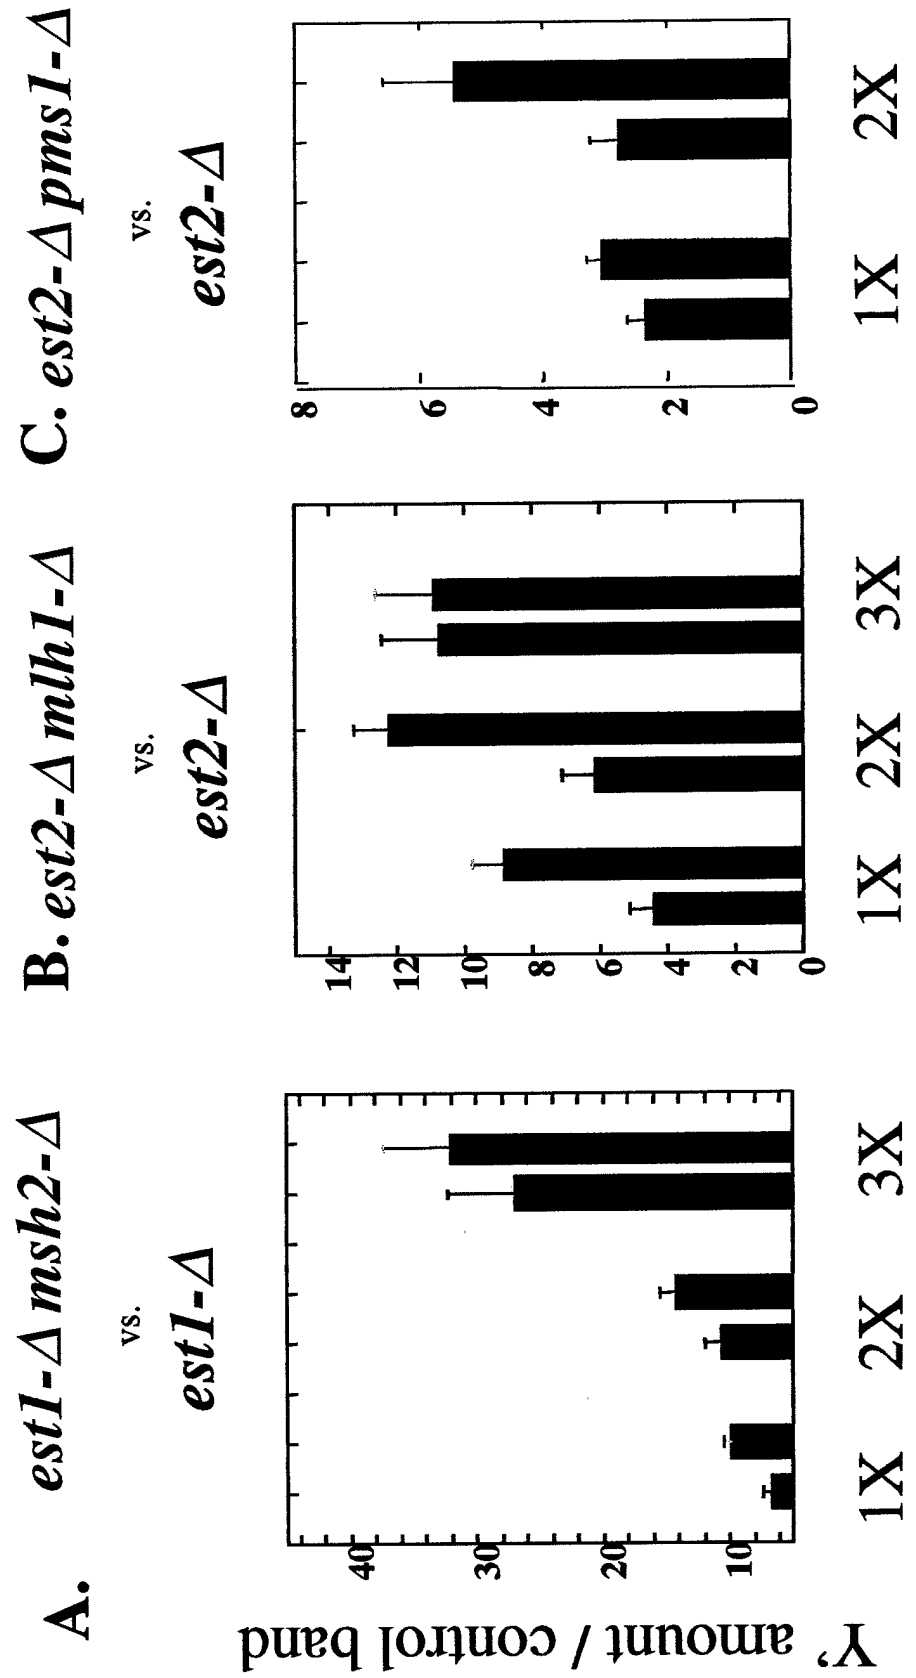 A. est1-Δ msh2-Δ
vs.
est1-Δ
Y' amount / control band
40
30
20
10
1X 2X 3X
B. est2-Δ mlh1-Δ
vs.
est2-Δ
14
12
10
8
6
4
2
0
1X 2X 3X
C. est2-Δ pms1-Δ
vs.
est2-Δ
8
6
4
2
0
1X 2X